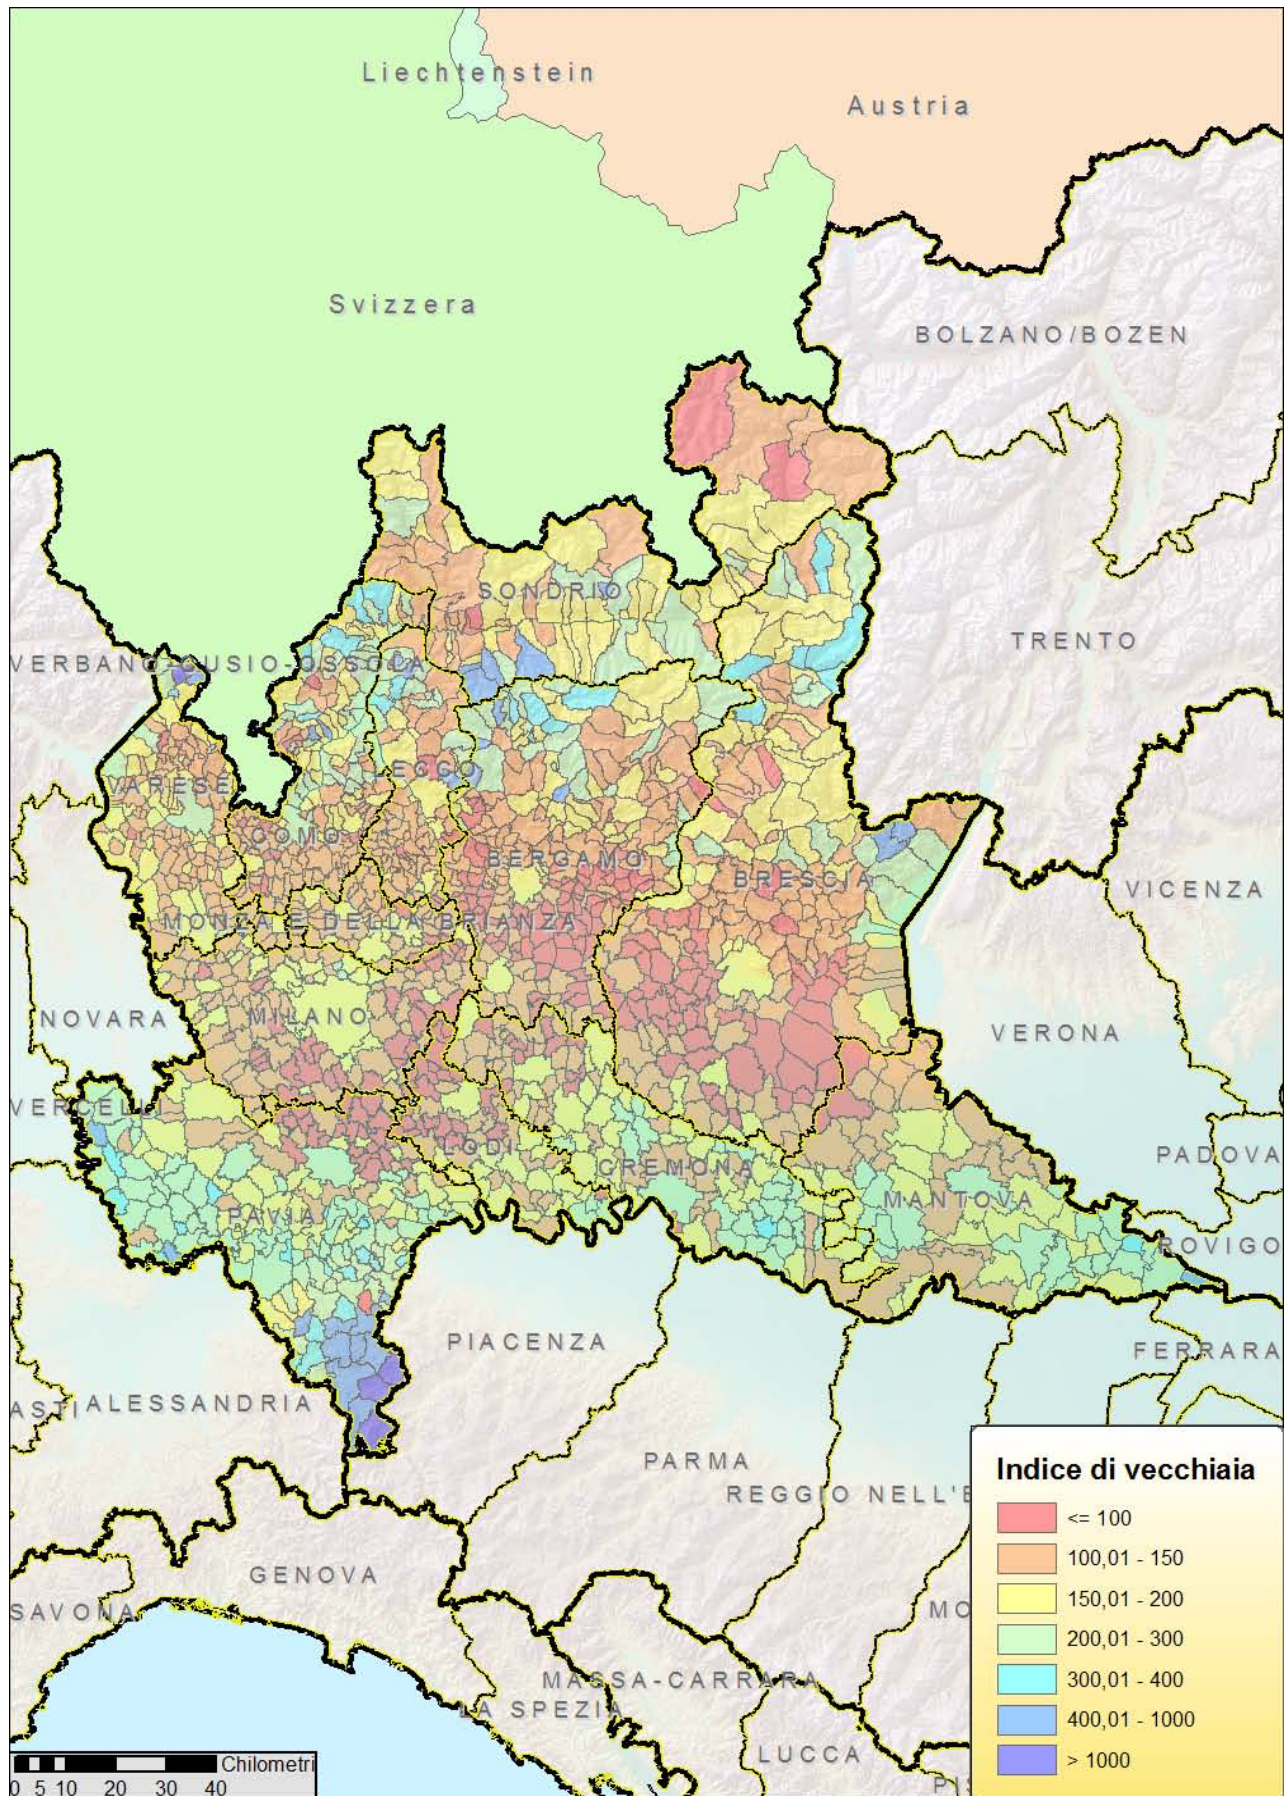 Liechtenstein
Austria
Svizzera
BOLZANO/BOZEN
SONDRIO
TRENTO
VERBANO-CUSIO-OSSOLA
LECCO
VARESE
COMO
BERGAMO
BRESCIA
VICENZA
MONZA E DELLA BRIANZA
NOVARA
MILANO
VERONA
VERCELLI
LODI
PADOVA
CREMONA
MANTOVA
PAVIA
ROVIGO
PIACENZA
FERRARA
ASTI
ALESSANDRIA
PARMA
REGGIO NELL'E
GENOVA
SAVONA
MO
MASSA-CARRARA
LA SPEZIA
LUCCA
PIS
Indice di vecchiaia
<= 100
100,01 - 150
150,01 - 200
200,01 - 300
300,01 - 400
400,01 - 1000
> 1000
Chilometri
0 5 10 20 30 40